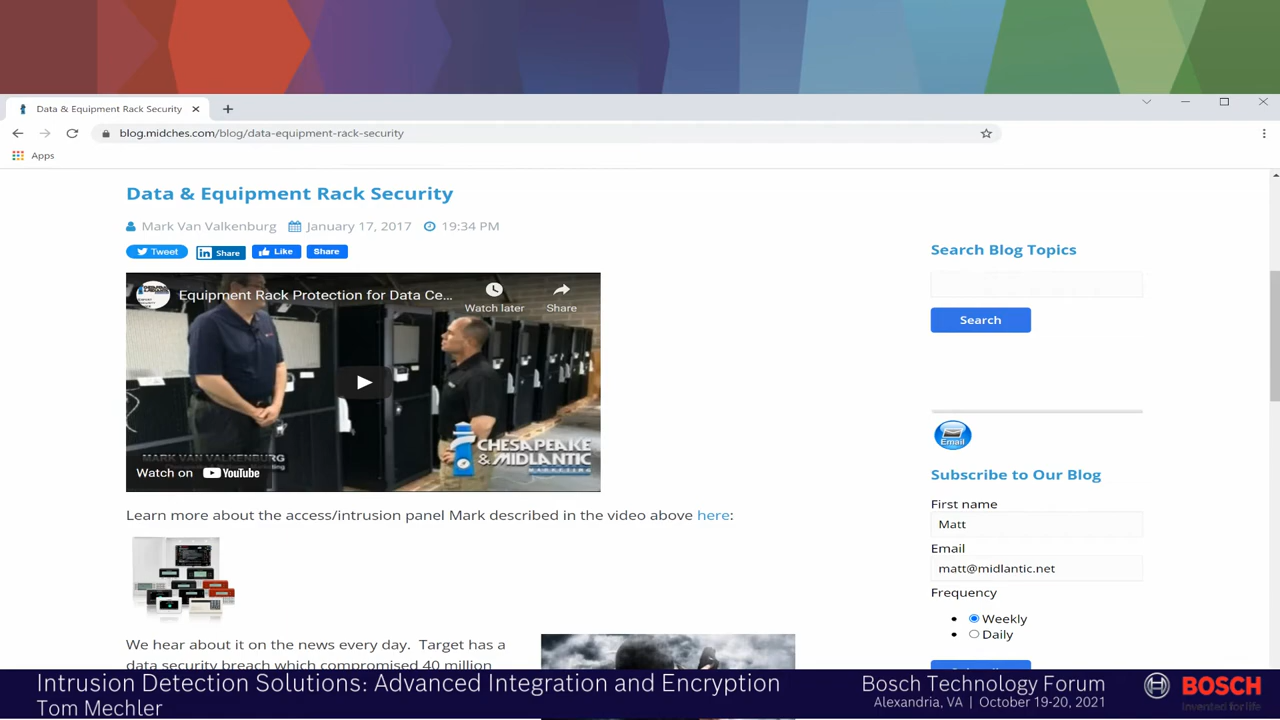 Data & Equipment Rack Security
blog.midches.com/blog/data-equipment-rack-security
Apps
Data & Equipment Rack Security
Mark Van Valkenburg January 17, 2017 19:34 PM
Tweet Share Like Share
Equipment Rack Protection for Data Ce...
Watch later
Share
MARK VAN VALKENBURG
CHESAPEAKE
& MIDLANTIC
MARKETING
Watch on YouTube
Learn more about the access/intrusion panel Mark described in the video above here:
We hear about it on the news every day. Target has a
data security breach which compromised 40 million
Search Blog Topics
Search
Email
Subscribe to Our Blog
First name
Matt
Email
matt@midlantic.net
Frequency
Weekly
Daily
Intrusion Detection Solutions: Advanced Integration and Encryption
Tom Mechler
Bosch Technology Forum
Alexandria, VA | October 19-20, 2021
BOSCH
Invented for life